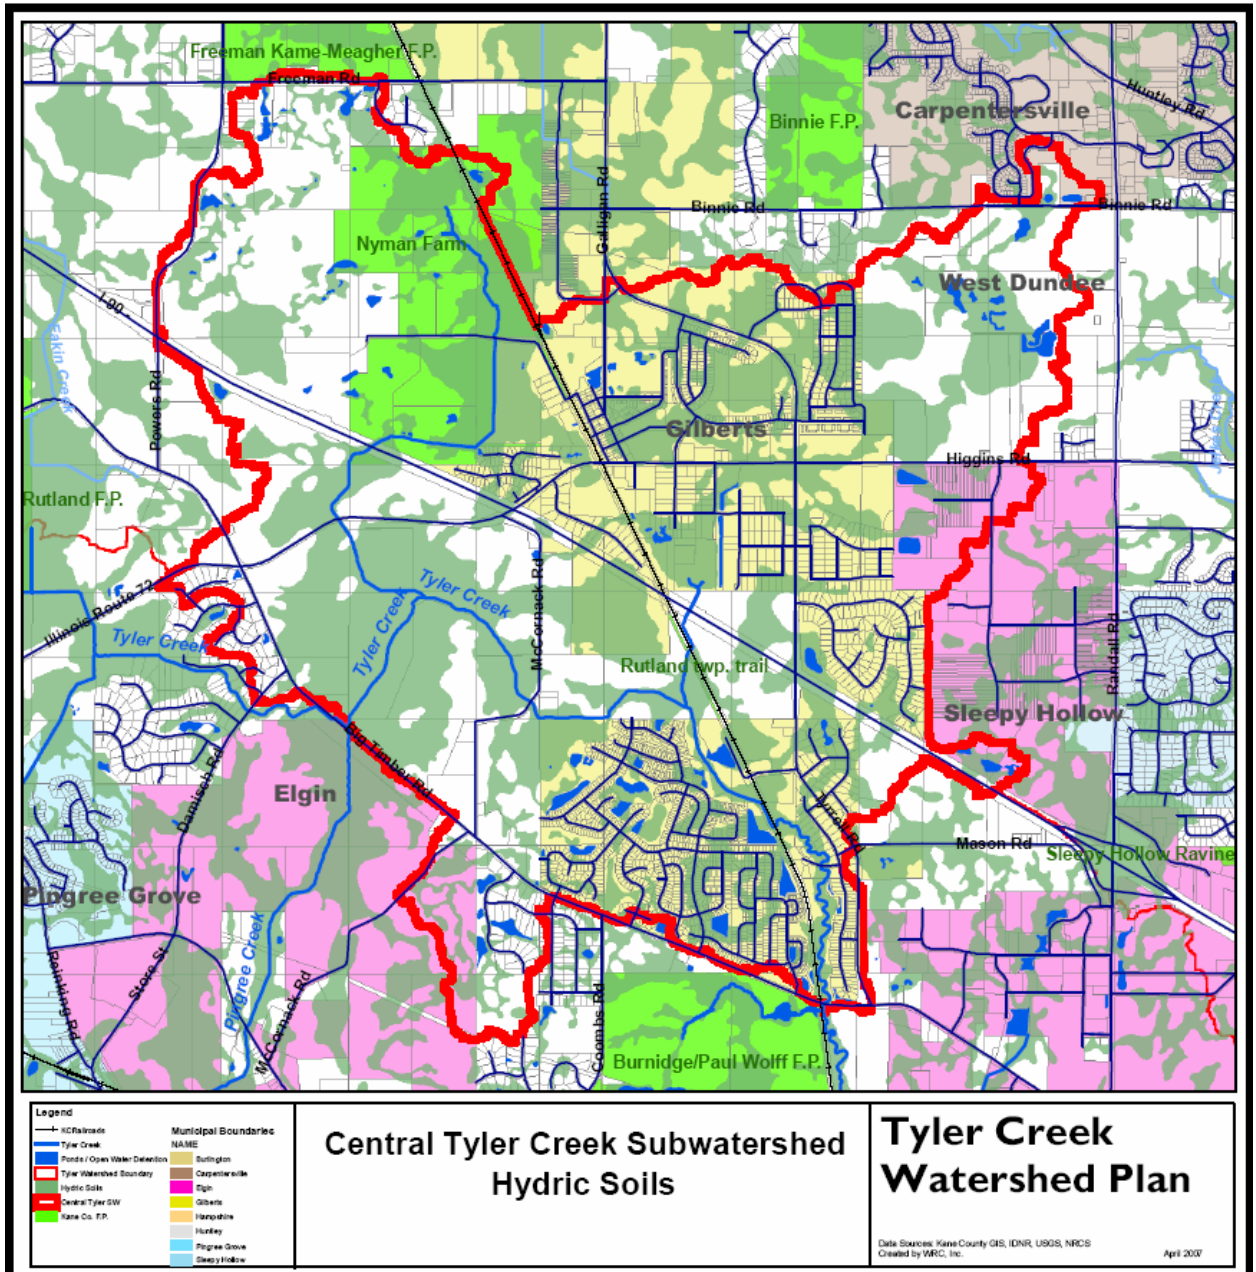 Freeman Kame-Meagher F.P.
Freeman Rd
Carpentersville
Huntley Rd
Binnie F.P.
Galligan Rd
Binnie Rd
Binnie Rd
Nyman Farm
West Dundee
I-90
Eakin Creek
Powers Rd
Gilberts
Higgins Rd
Rutland F.P.
Tyler Creek
Tyler Creek
McCornack Rd
Illinois Route 72
Tyler Creek
Rutland twp. trail
Randall Rd
Sleepy Hollow
Big Timber Rd
Damisch Rd
Elgin
Tyrrell Rd
Mason Rd
Sleepy Hollow Ravine
Pingree Grove
Pingree Creek
Store St
Reinking Rd
McCornack Rd
Coombs Rd
Burnidge/Paul Wolff F.P.
Legend
KCRailroads
Tyler Creek
Ponds / Open Water Detention
Tyler Watershed Boundary
Hydric Soils
Central Tyler SW
Kane Co. F.P.
Municipal Boundaries
NAME
Burlington
Carpentersville
Elgin
Gilberts
Hampshire
Huntley
Pingree Grove
Sleepy Hollow
Central Tyler Creek Subwatershed
Hydric Soils
Tyler Creek
Watershed Plan
Data Sources: Kane County GIS, IDNR, USGS, NRCS
Created by WRC, Inc.
April 2007